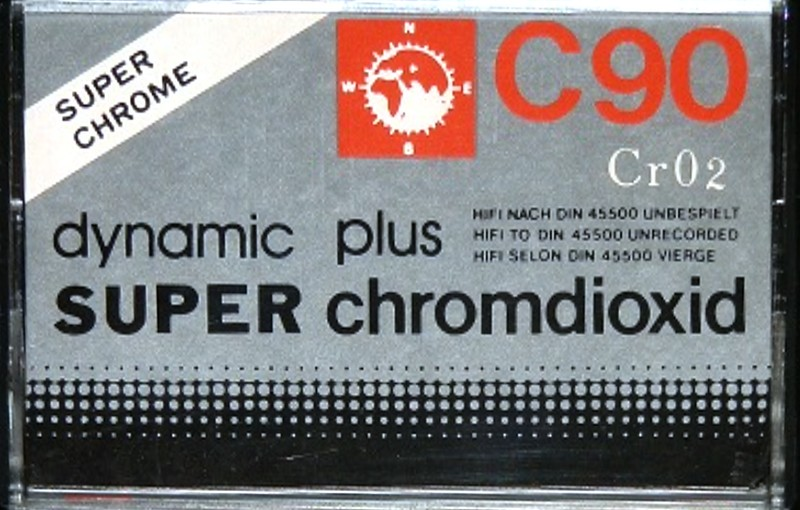 SUPER
CHROME
N
W E
S
C90
CrO2
dynamic plus
HIFI NACH DIN 45500 UNBESPIELT
HIFI TO DIN 45500 UNRECORDED
HIFI SELON DIN 45500 VIERGE
SUPER chromdioxid